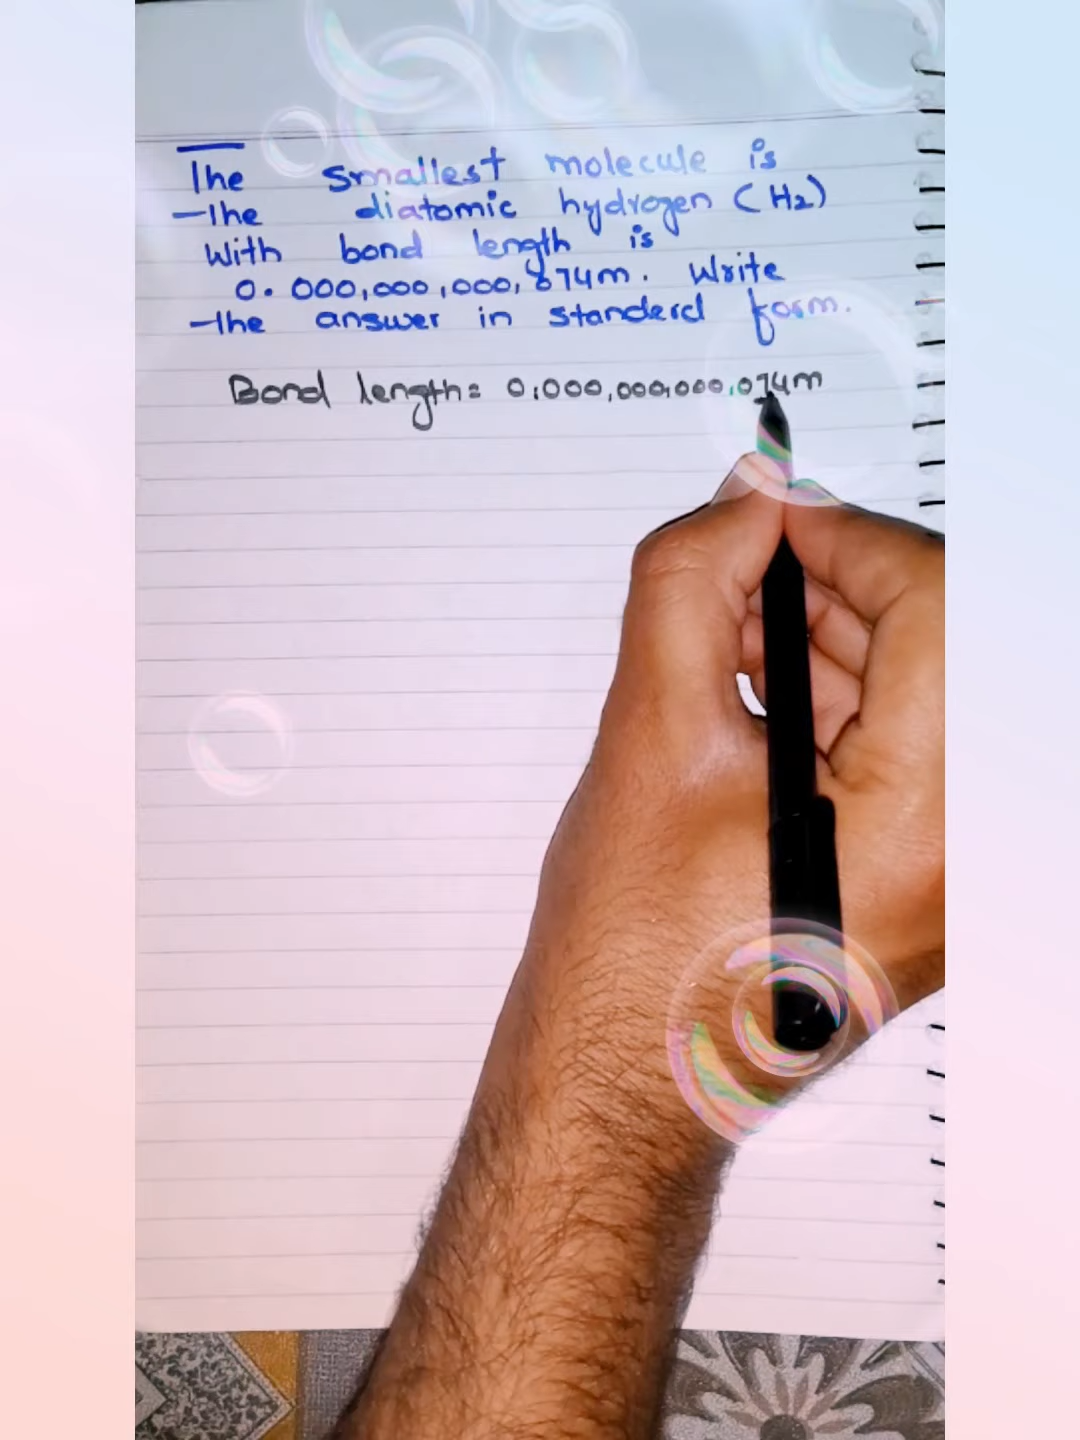 The smallest molecule is
the diatomic hydrogen (H2)
With bond length is
0.000,000,000,074m. Write
the answer in standerd form.
Bond length= 0.000,000,000,074m